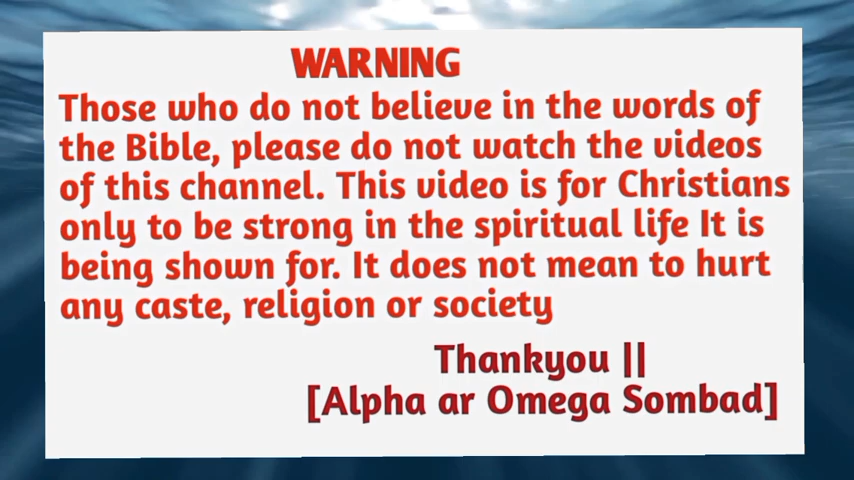 WARNING
Those who do not believe in the words of
the Bible, please do not watch the videos
of this channel. This video is for Christians
only to be strong in the spiritual life It is
being shown for. It does not mean to hurt
any caste, religion or society
Thankyou ||
[Alpha ar Omega Sombad]